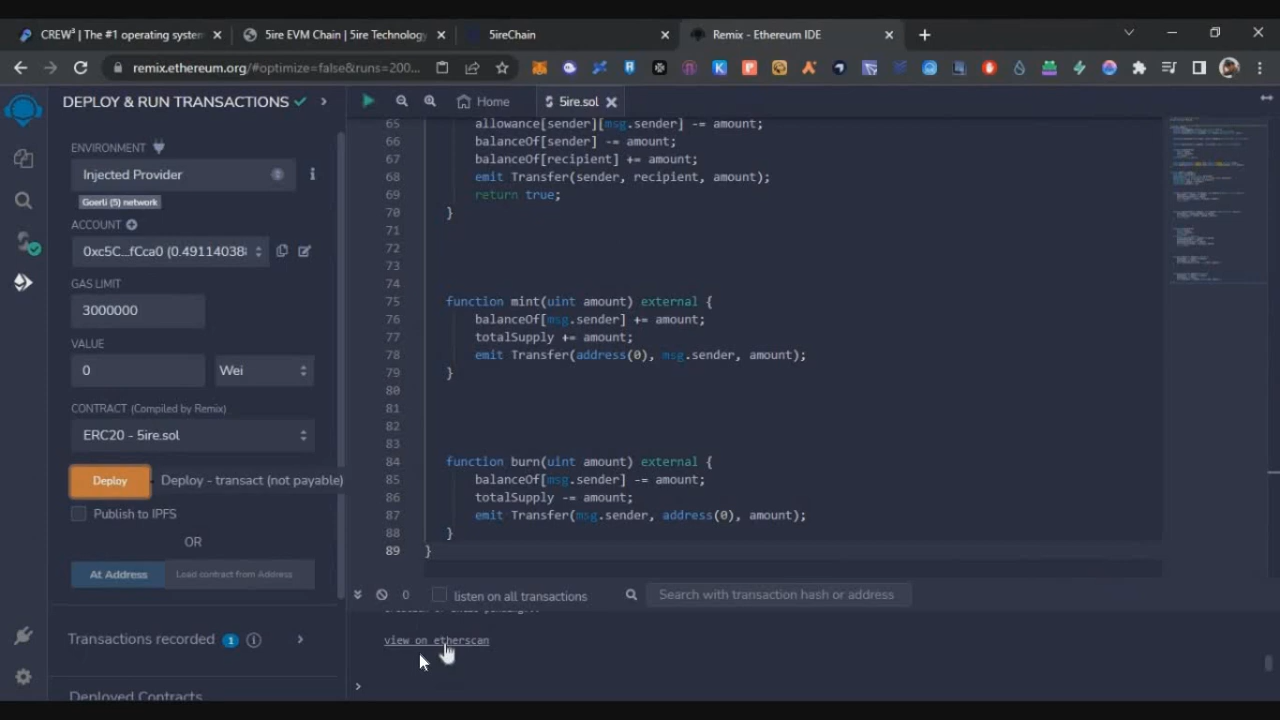 CREW³ | The #1 operating system
5ire EVM Chain | 5ire Technology
5ireChain
Remix - Ethereum IDE
remix.ethereum.org/#optimize=false&runs=200...
DEPLOY & RUN TRANSACTIONS
Home
5ire.sol
ENVIRONMENT
Injected Provider
Goerli (5) network
ACCOUNT
0xc5C...fCca0 (0.49114038
GAS LIMIT
3000000
VALUE
0
Wei
CONTRACT (Compiled by Remix)
ERC20 - 5ire.sol
Deploy
Deploy - transact (not payable)
Publish to IPFS
OR
At Address
Load contract from Address
Transactions recorded 1
Deployed Contracts
65 allowance[sender][msg.sender] -= amount;
66 balanceOf[sender] -= amount;
67 balanceOf[recipient] += amount;
68 emit Transfer(sender, recipient, amount);
69 return true;
70 }
71
72
73
74
75 function mint(uint amount) external {
76 balanceOf[msg.sender] += amount;
77 totalSupply += amount;
78 emit Transfer(address(0), msg.sender, amount);
79 }
80
81
82
83
84 function burn(uint amount) external {
85 balanceOf[msg.sender] -= amount;
86 totalSupply -= amount;
87 emit Transfer(msg.sender, address(0), amount);
88 }
89 }
0
listen on all transactions
Search with transaction hash or address
view on etherscan
>